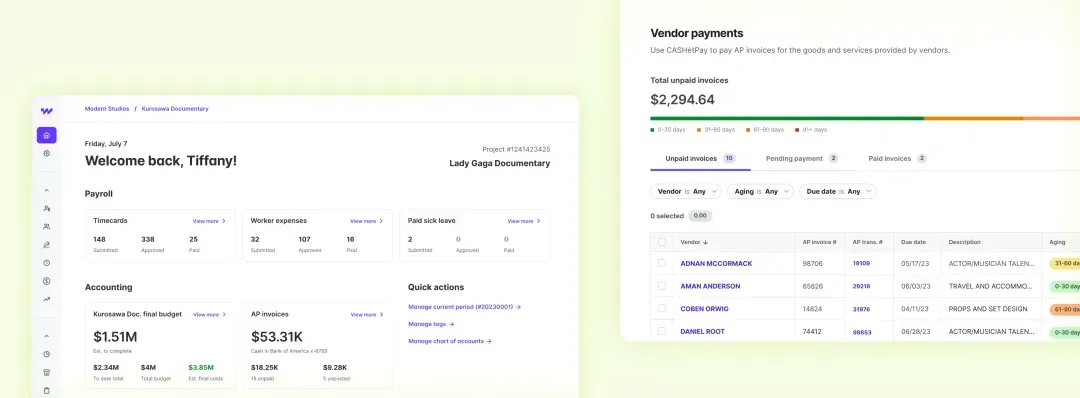 Modern Studios / Kurosawa Documentary
Friday, July 7
Welcome back, Tiffany!
Project #1241423425
Lady Gaga Documentary
Payroll
Timecards View more
148 338 25
Submitted Approved Paid
Worker expenses View more
32 107 16
Submitted Approved Paid
Paid sick leave View more
2 0 0
Submitted Approved Paid
Accounting
Kurosawa Doc. final budget View more
$1.51M
Est. to complete
$2.34M $4M $3.85M
To date total Total budget Est. final costs
AP invoices View more
$53.31K
Cash in Bank of America x-8769
$18.25K $9.28K
15 unpaid 5 unposted
Quick actions
Manage current period (#20230001)
Manage tags
Manage chart of accounts
Vendor payments
Use CASHétPay to pay AP invoices for the goods and services provided by vendors.
Total unpaid invoices
$2,294.64
0-30 days 31-60 days 61-90 days 91+ days
Unpaid invoices 10 Pending payment 2 Paid invoices 2
Vendor is Any Aging is Any Due date is Any
0 selected 0.00
Vendor AP invoice # AP trans. # Due date Description Aging
ADNAN MCCORMACK 98706 19109 05/17/23 ACTOR/MUSICIAN TALEN... 31-60 da
AMAN ANDERSON 65826 29218 06/03/23 TRAVEL AND ACCOMMO... 0-30 da
COBEN ORWIG 14824 31976 04/11/23 PROPS AND SET DESIGN 61-90 da
DANIEL ROOT 74412 98653 06/28/23 ACTOR/MUSICIAN TALEN... 0-30 da